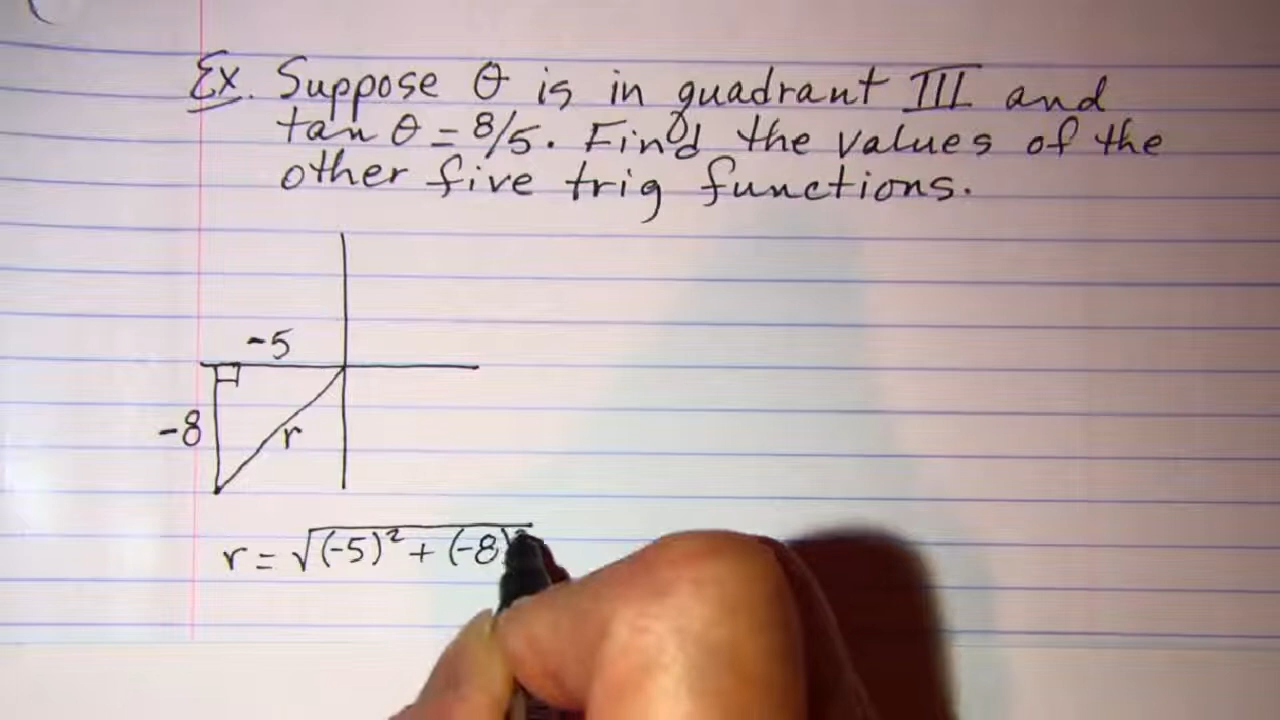 Ex. Suppose θ is in quadrant III and
tan θ = 8/5. Find the values of the
other five trig functions.
-5
-8
r
r = √(-5)² + (-8)